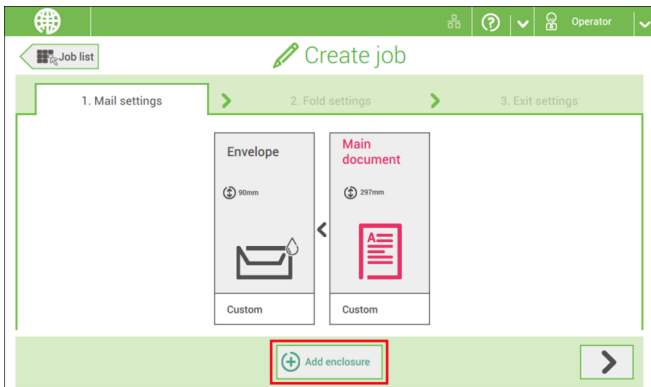 Operator
Job list
Create job
1. Mail settings
2. Fold settings
3. Exit settings
Envelope
90mm
Custom
Main
document
297mm
A
Custom
Add enclosure